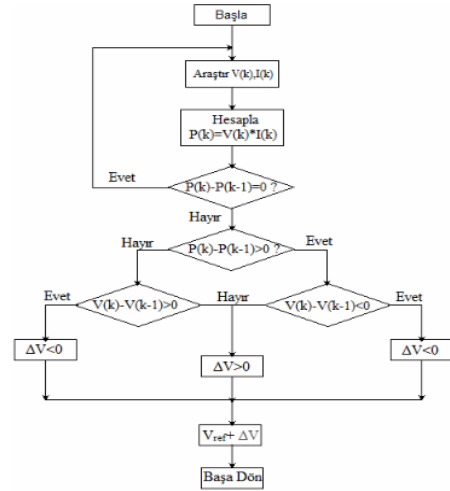 Başla
Araştır V(k),I(k)
Hesapla
P(k)=V(k)*I(k)
Evet
P(k)-P(k-1)=0 ?
Hayır
Hayır
P(k)-P(k-1)>0 ?
Evet
Evet
V(k)-V(k-1)>0
Hayır
V(k)-V(k-1)<0
Evet
ΔV<0
ΔV>0
ΔV<0
Vref+ ΔV
Başa Dön